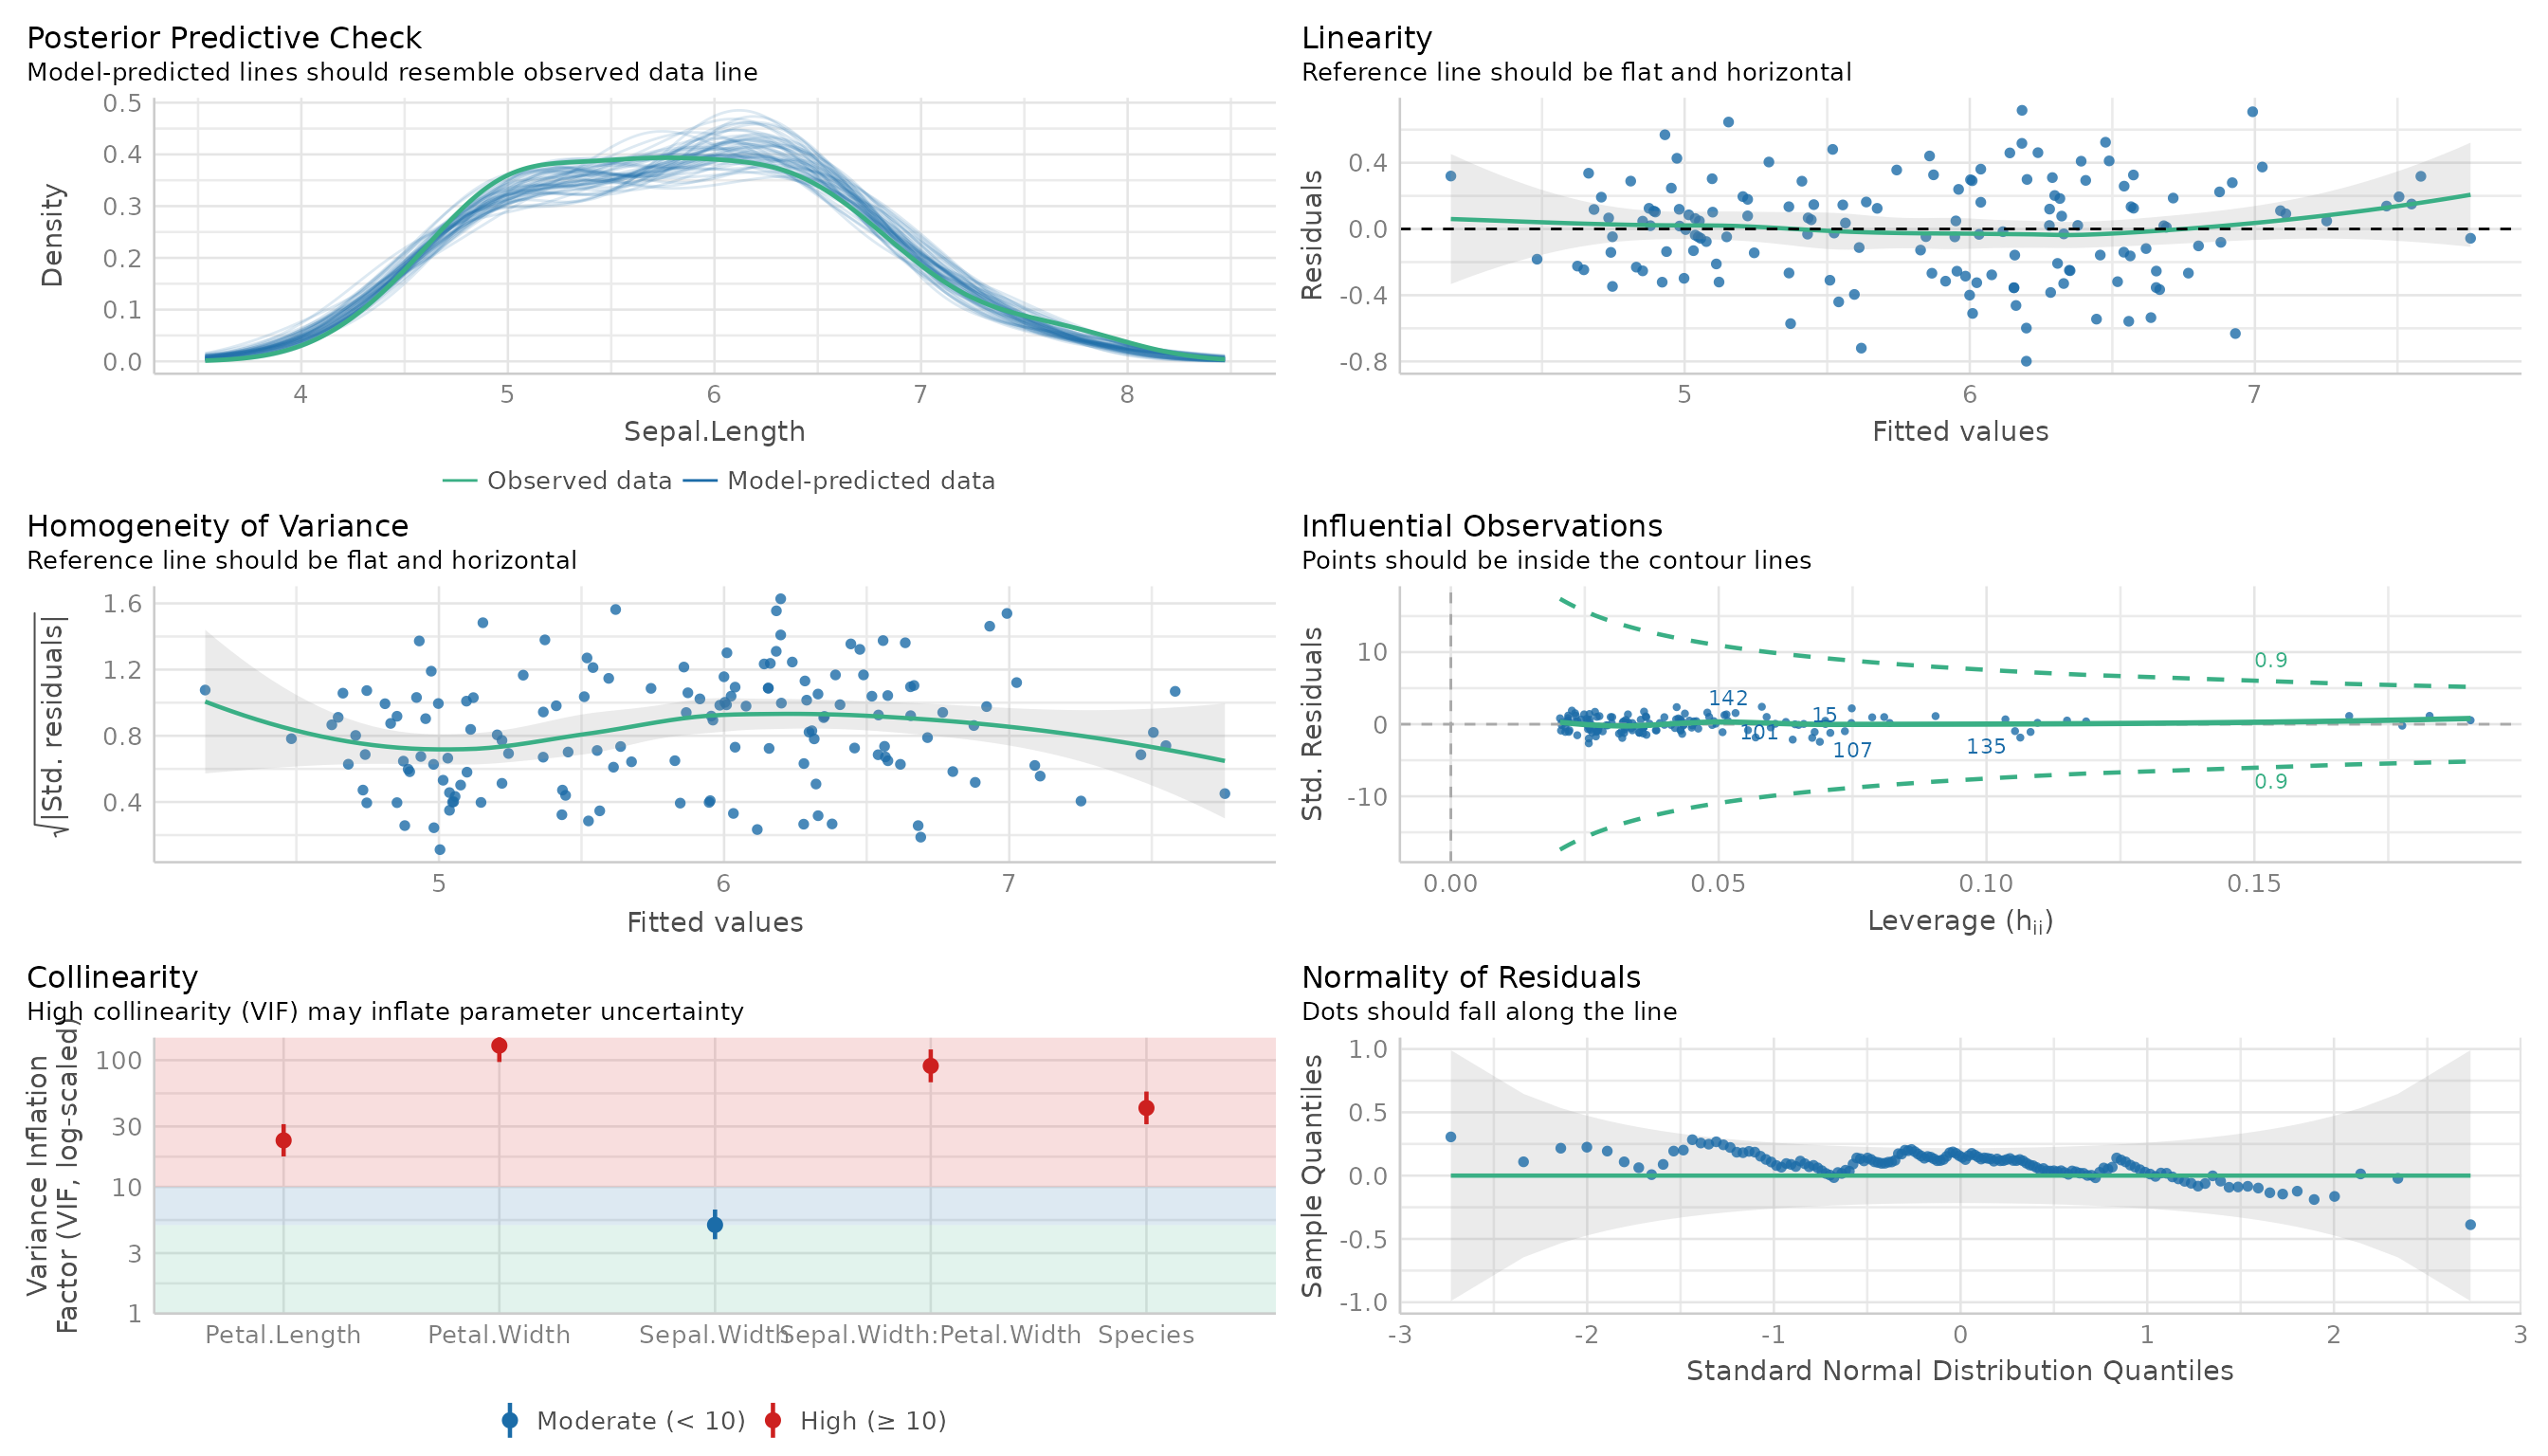 Posterior Predictive Check
Model-predicted lines should resemble observed data line
0.5
0.4
0.3
0.2
0.1
0.0
Density
4 5 6 7 8
Sepal.Length
Observed data Model-predicted data
Linearity
Reference line should be flat and horizontal
0.4
0.0
-0.4
-0.8
Residuals
5 6 7
Fitted values
Homogeneity of Variance
Reference line should be flat and horizontal
1.6
1.2
0.8
0.4
√|Std. residuals|
5 6 7
Fitted values
Influential Observations
Points should be inside the contour lines
10
0
-10
Std. Residuals
0.9
142
15
101
107
135
0.9
0.00 0.05 0.10 0.15
Leverage (hii)
Collinearity
High collinearity (VIF) may inflate parameter uncertainty
100
30
10
3
1
Variance Inflation
Factor (VIF, log-scaled)
Petal.Length Petal.Width Sepal.Width Sepal.Width:Petal.Width Species
Moderate (< 10) High (≥ 10)
Normality of Residuals
Dots should fall along the line
1.0
0.5
0.0
-0.5
-1.0
Sample Quantiles
-3 -2 -1 0 1 2 3
Standard Normal Distribution Quantiles